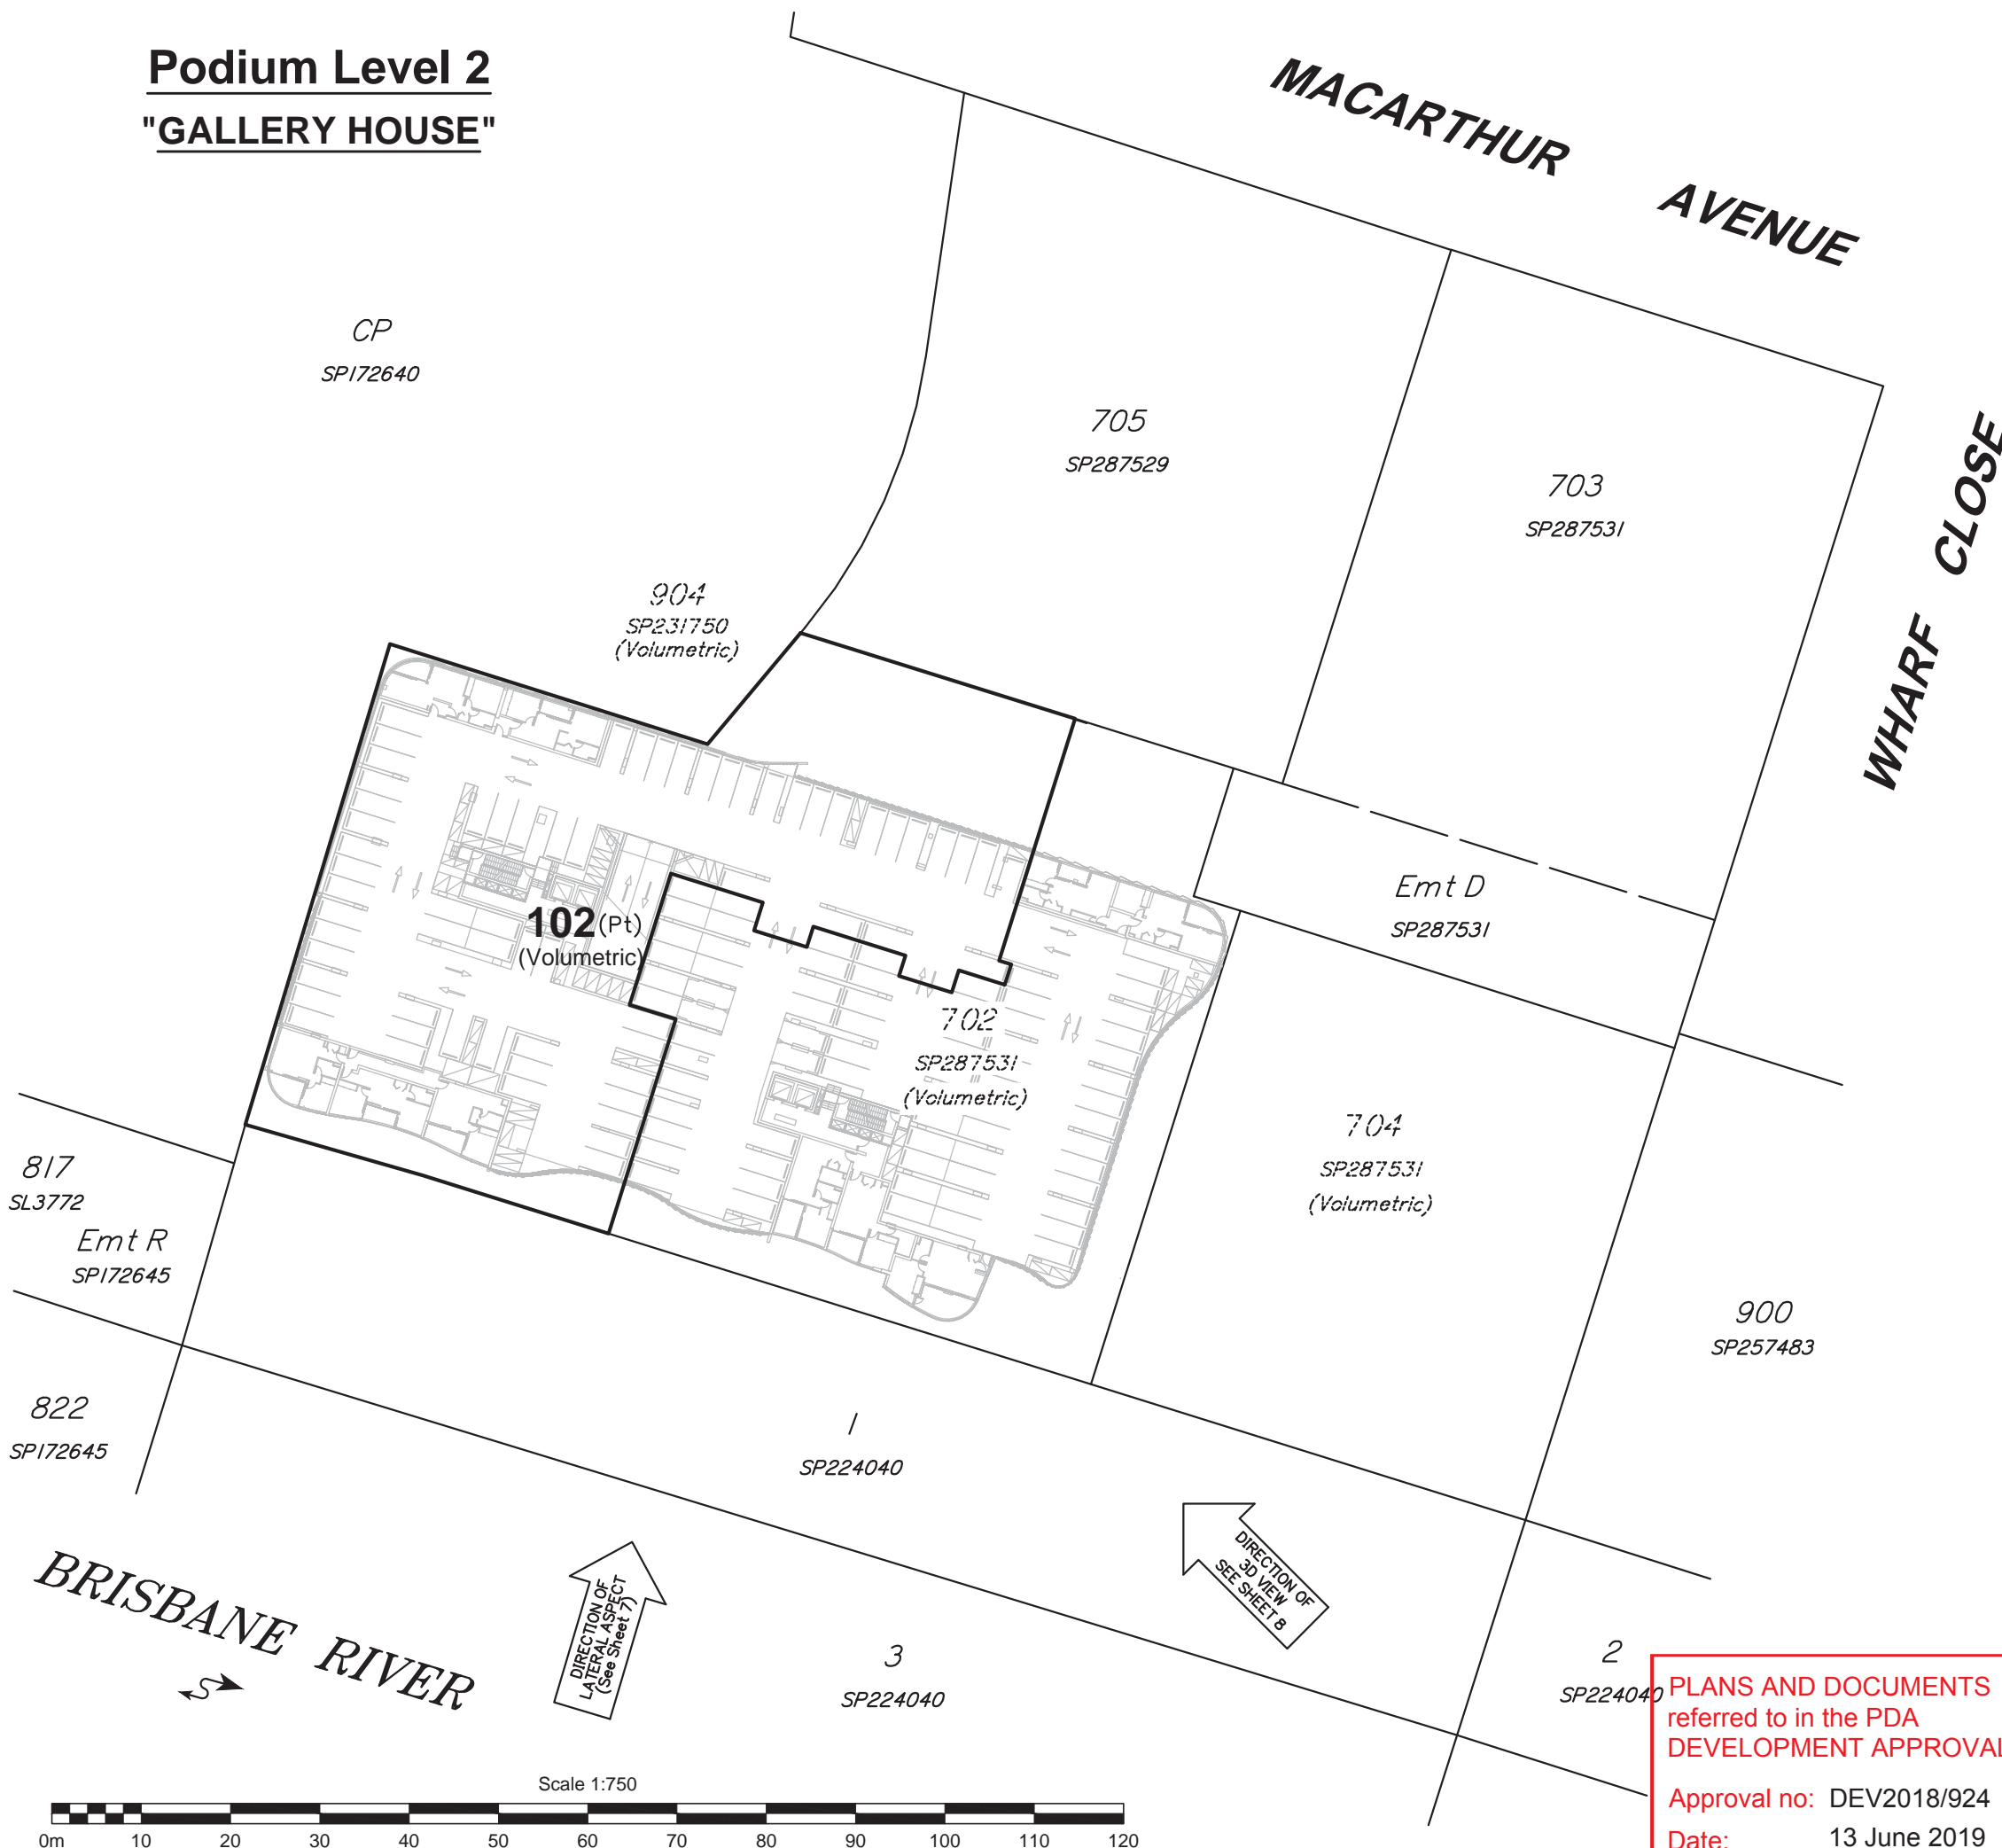 Podium Level 2
"GALLERY HOUSE"
MACARTHUR AVENUE
WHARF CLOSE
CP
SP172640
705
SP287529
703
SP287531
904
SP231750
(Volumetric)
Emt D
SP287531
102 (Pt)
(Volumetric)
702
SP287531
(Volumetric)
704
SP287531
(Volumetric)
817
SL3772
Emt R
SP172645
900
SP257483
822
SP172645
1
SP224040
DIRECTION OF
3D VIEW
SEE SHEET 8
BRISBANE RIVER
DIRECTION OF
LATERAL ASPECT
(See Sheet 7)
3
SP224040
2
SP224040
PLANS AND DOCUMENTS
referred to in the PDA
DEVELOPMENT APPROVAL
Approval no: DEV2018/924
Date: 13 June 2019
Scale 1:750
0m 10 20 30 40 50 60 70 80 90 100 110 120